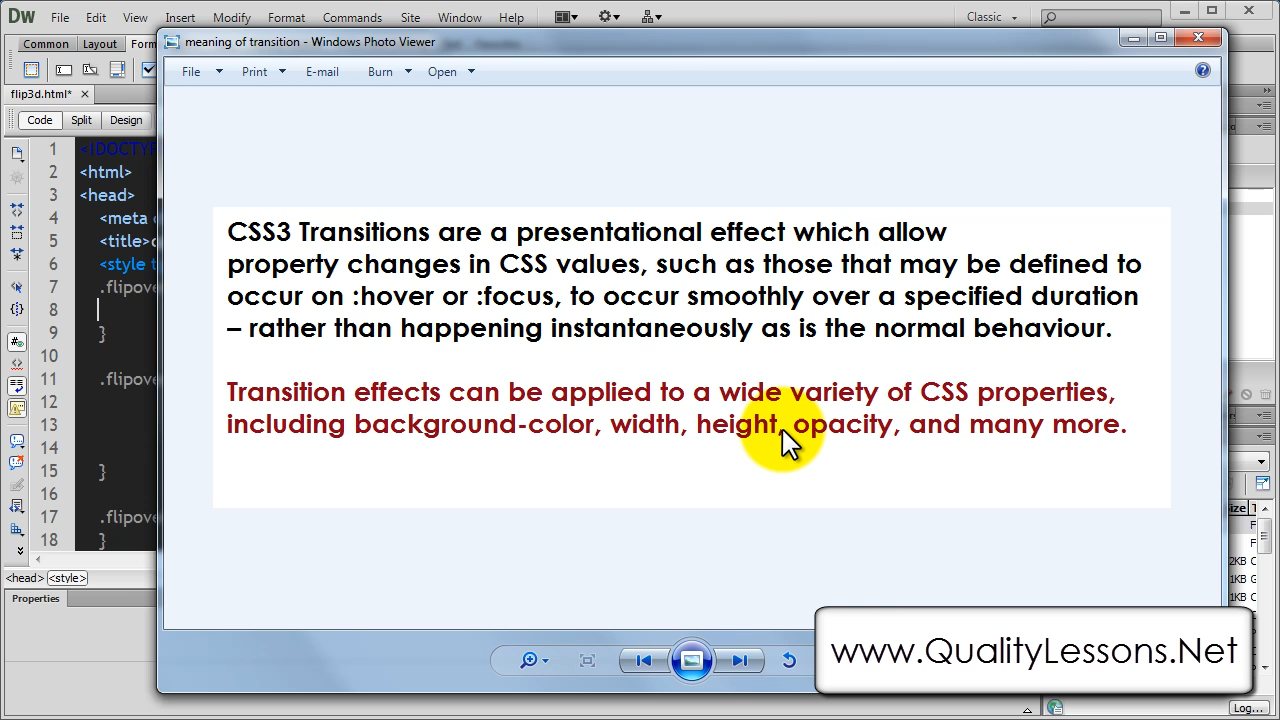 Dw File Edit View Insert Modify Format Commands Site Window Help Classic
Common Layout Form
meaning of transition - Windows Photo Viewer
File Print E-mail Burn Open
flip3d.html*
Code Split Design
1
2 <html>
3 <head>
4 <meta
5 <title>
6 <style
7 .flipove
8
9 }
10
11 .flipove
12
13
14
15 }
16
17 .flipove
18 }
CSS3 Transitions are a presentational effect which allow
property changes in CSS values, such as those that may be defined to
occur on :hover or :focus, to occur smoothly over a specified duration
– rather than happening instantaneously as is the normal behaviour.
Transition effects can be applied to a wide variety of CSS properties,
including background-color, width, height, opacity, and many more.
<head> <style>
Properties
www.QualityLessons.Net
Log...